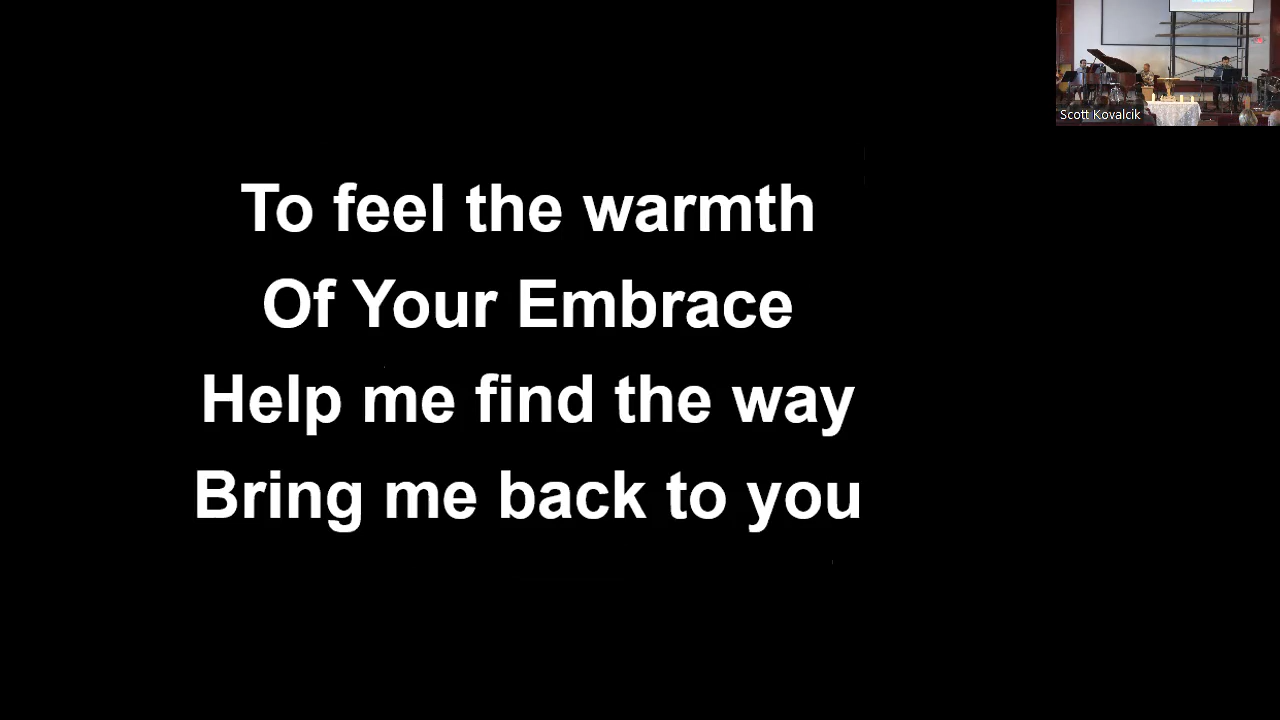 To feel the warmth
Of Your Embrace
Help me find the way
Bring me back to you
Scott Kovalcik